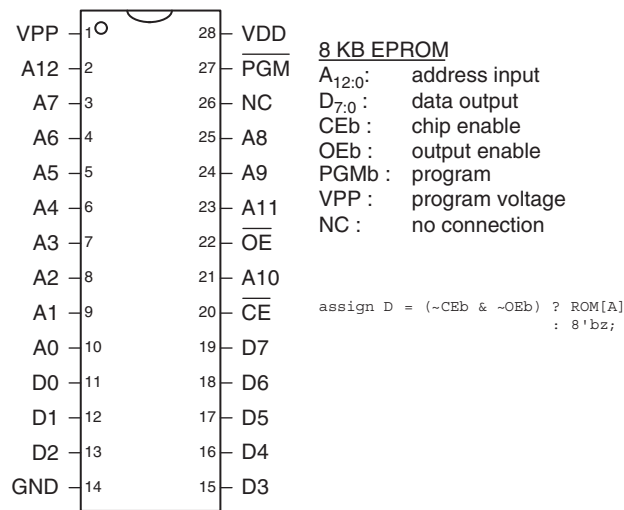 VPP 1 28 VDD
A12 2 27 PGM
A7 3 26 NC
A6 4 25 A8
A5 5 24 A9
A4 6 23 A11
A3 7 22 OE
A2 8 21 A10
A1 9 20 CE
A0 10 19 D7
D0 11 18 D6
D1 12 17 D5
D2 13 16 D4
GND 14 15 D3
8 KB EPROM
A12:0: address input
D7:0 : data output
CEb : chip enable
OEb : output enable
PGMb : program
VPP : program voltage
NC : no connection
assign D = (~CEb & ~OEb) ? ROM[A]
: 8'bz;